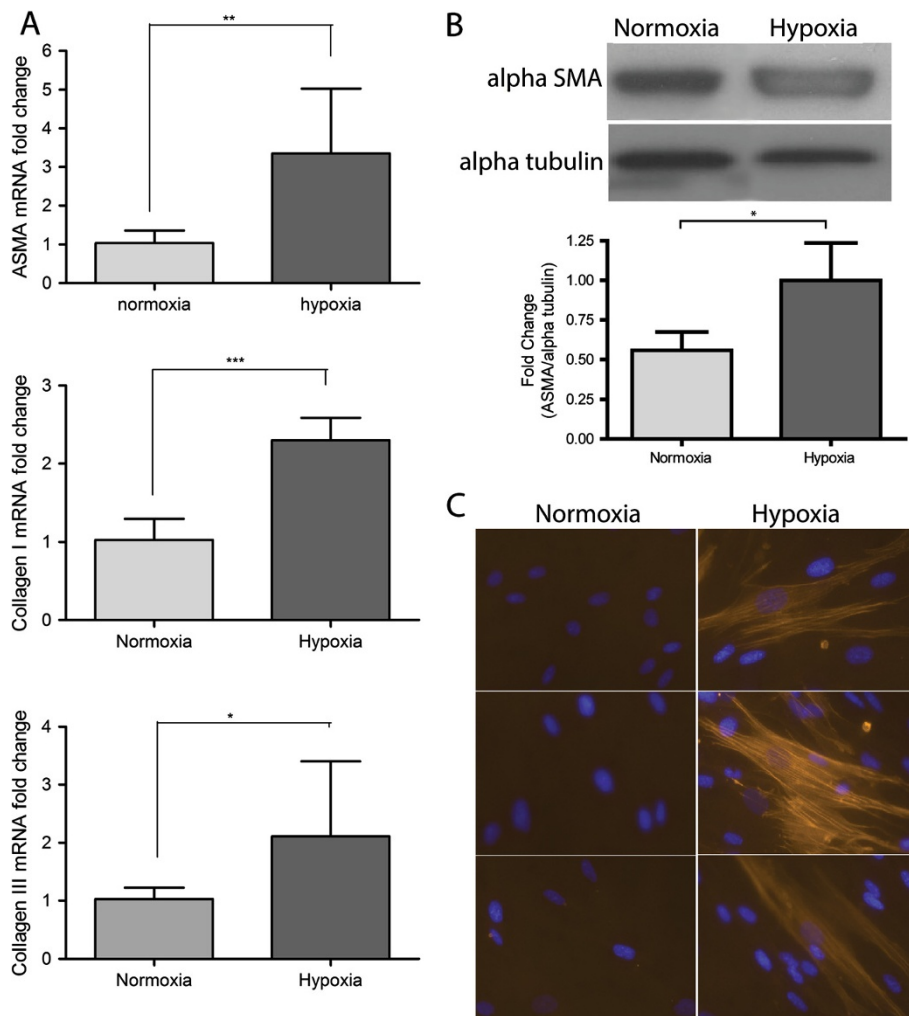 A
**
ASMA mRNA fold change
6
5
4
3
2
1
0
normoxia hypoxia
***
Collagen I mRNA fold change
3
2
1
0
Normoxia Hypoxia
*
Collagen III mRNA fold change
4
3
2
1
0
Normoxia Hypoxia
B
Normoxia Hypoxia
alpha SMA
alpha tubulin
*
Fold Change
(ASMA/alpha tubulin)
1.25
1.00
0.75
0.50
0.25
0.00
Normoxia Hypoxia
C
Normoxia Hypoxia